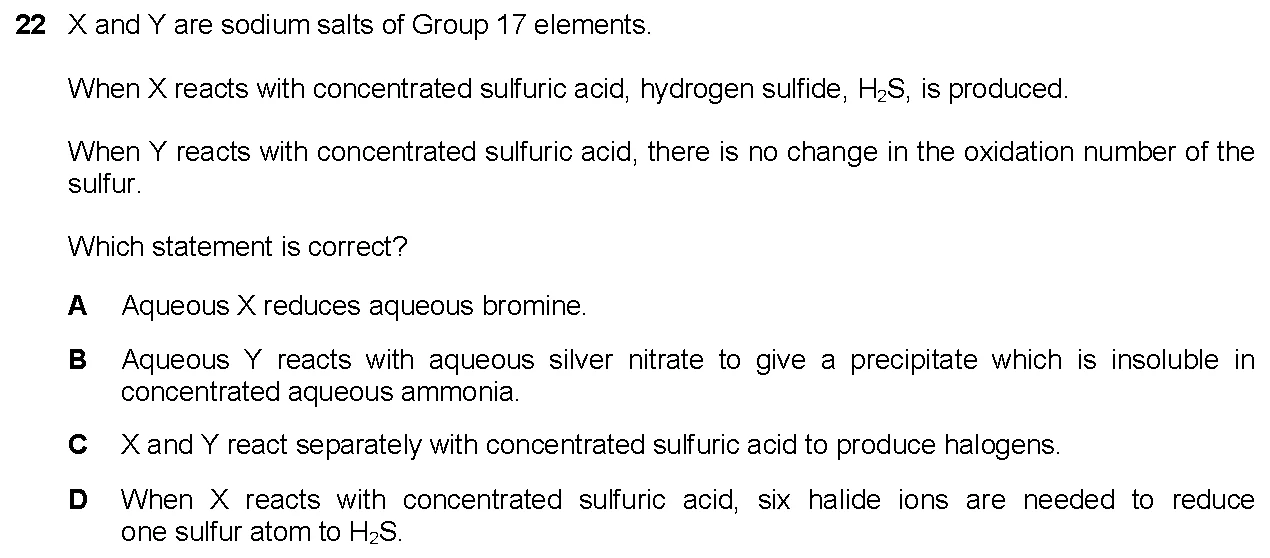 22 X and Y are sodium salts of Group 17 elements.
When X reacts with concentrated sulfuric acid, hydrogen sulfide, H₂S, is produced.
When Y reacts with concentrated sulfuric acid, there is no change in the oxidation number of the
sulfur.
Which statement is correct?
A Aqueous X reduces aqueous bromine.
B Aqueous Y reacts with aqueous silver nitrate to give a precipitate which is insoluble in
concentrated aqueous ammonia.
C X and Y react separately with concentrated sulfuric acid to produce halogens.
D When X reacts with concentrated sulfuric acid, six halide ions are needed to reduce
one sulfur atom to H₂S.